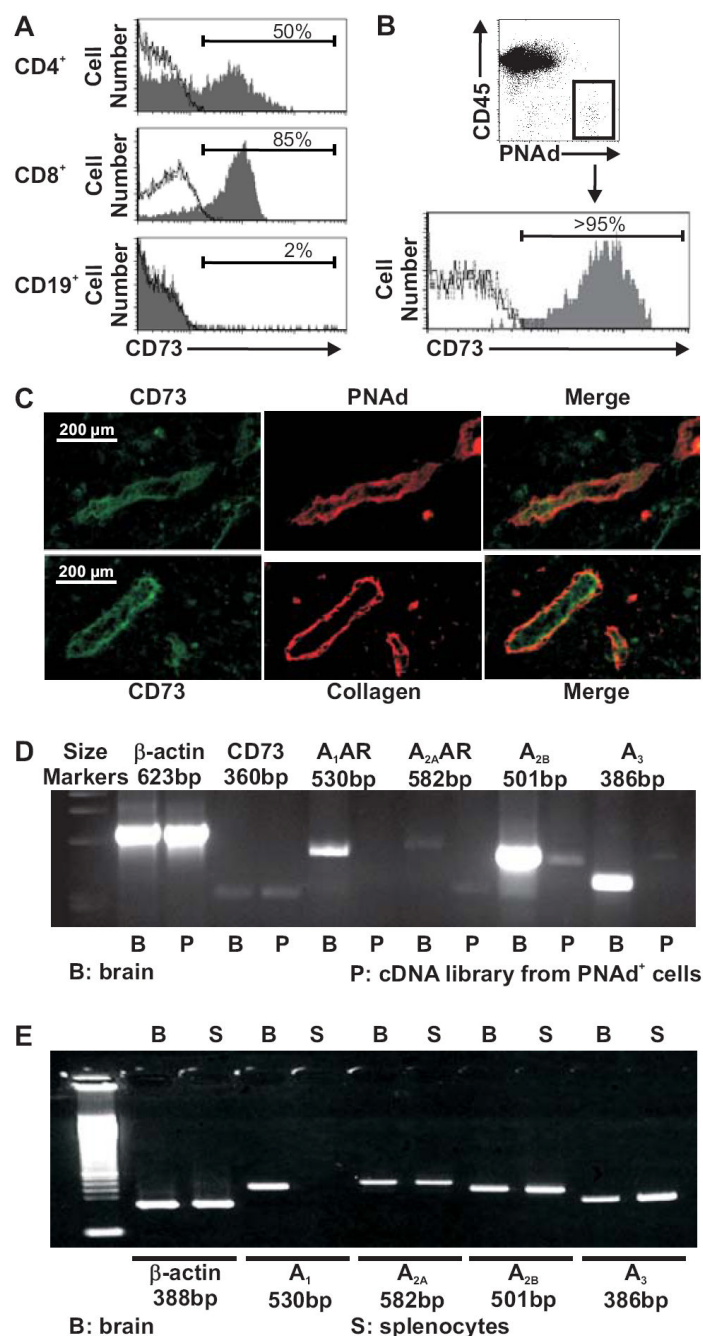 A
CD4⁺
Cell Number
50%
CD8⁺
Cell Number
85%
CD19⁺
Cell Number
2%
CD73
B
CD45
PNAd
>95%
Cell Number
CD73
C
CD73 PNAd Merge
200 µm
200 µm
CD73 Collagen Merge
D
Size Markers
β-actin 623bp
CD73 360bp
A₁AR 530bp
A₂ₐAR 582bp
A₂B 501bp
A₃ 386bp
B P B P B P B P B P B P
B: brain P: cDNA library from PNAd⁺ cells
E
B S B S B S B S B S
β-actin A₁ A₂ₐ A₂B A₃
388bp 530bp 582bp 501bp 386bp
B: brain S: splenocytes